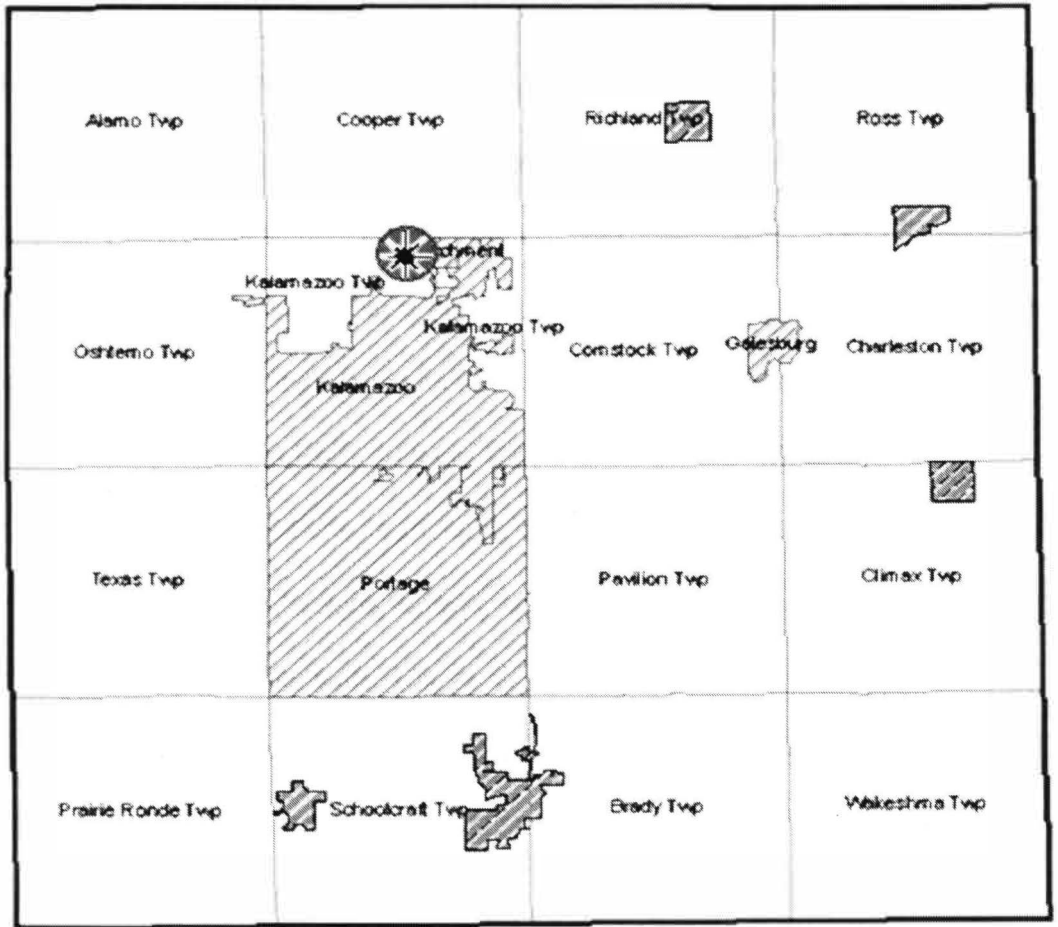 Alamo Twp
Cooper Twp
Richland Twp
Ross Twp
Kalamazoo Twp
Oshtemo Twp
Kalamazoo Twp
Comstock Twp
Galesburg
Charleston Twp
Kalamazoo
Texas Twp
Portage
Pavilion Twp
Climax Twp
Prairie Ronde Twp
Schoolcraft Twp
Brady Twp
Wakeshma Twp